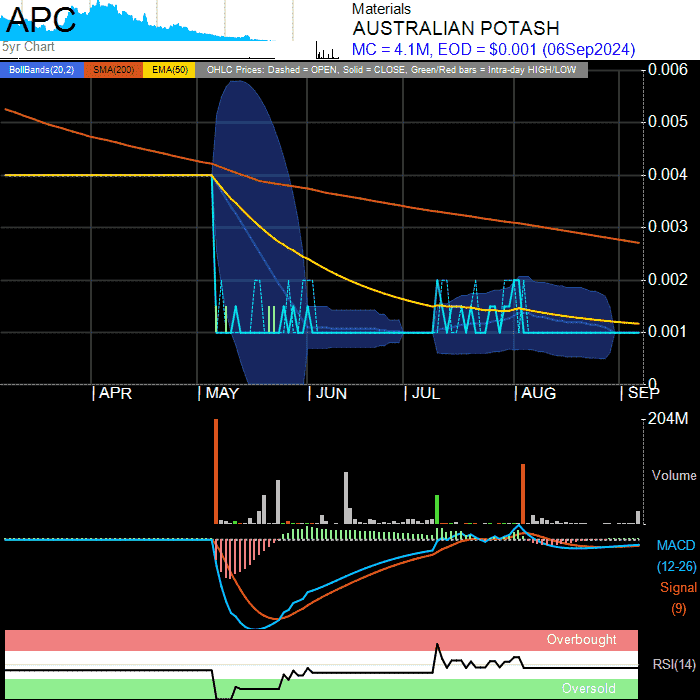 APC
5yr Chart
Materials
AUSTRALIAN POTASH
MC = 4.1M, EOD = $0.001 (06Sep2024)
BollBands(20,2) SMA(200) EMA(50) OHLC Prices: Dashed = OPEN, Solid = CLOSE, Green/Red bars = Intra-day HIGH/LOW
0.006
0.005
0.004
0.003
0.002
0.001
0
APR MAY JUN JUL AUG SEP
204M
Volume
MACD
(12-26)
Signal
(9)
Overbought
RSI(14)
Oversold